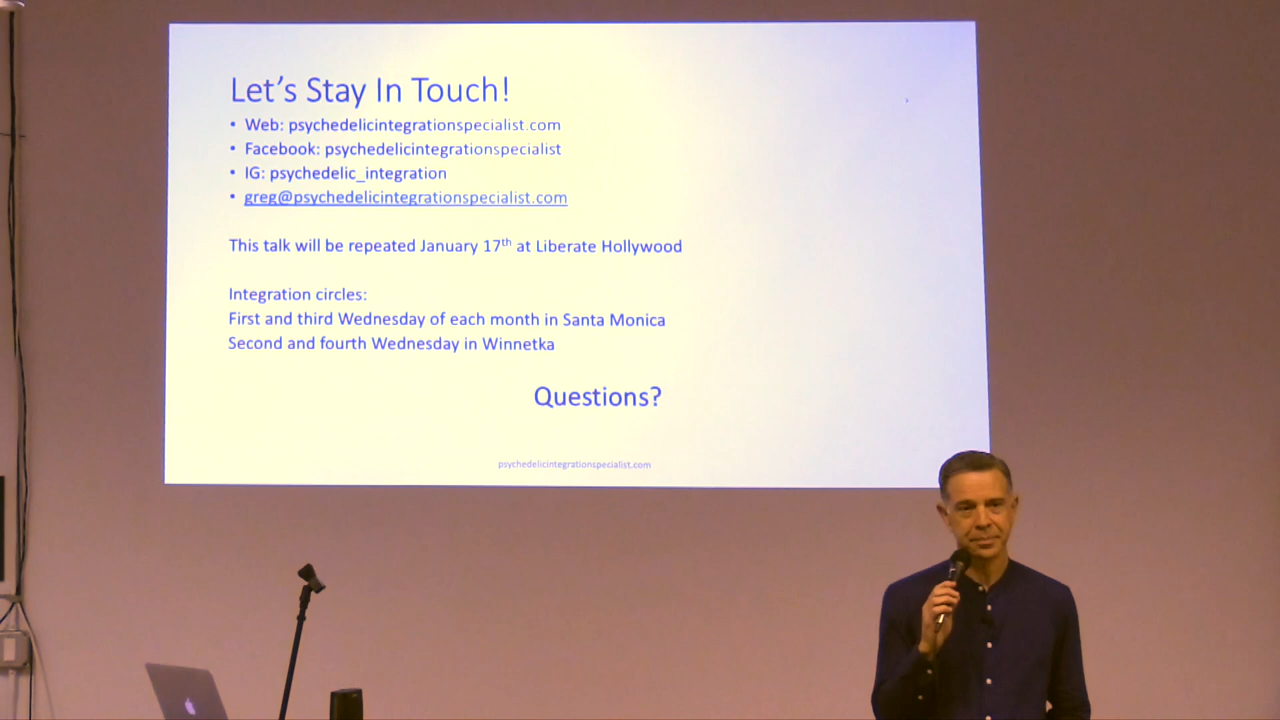 Let's Stay In Touch!
• Web: psychedelicintegrationspecialist.com
• Facebook: psychedelicintegrationspecialist
• IG: psychedelic_integration
• greg@psychedelicintegrationspecialist.com
This talk will be repeated January 17th at Liberate Hollywood
Integration circles:
First and third Wednesday of each month in Santa Monica
Second and fourth Wednesday in Winnetka
Questions?
psychedelicintegrationspecialist.com